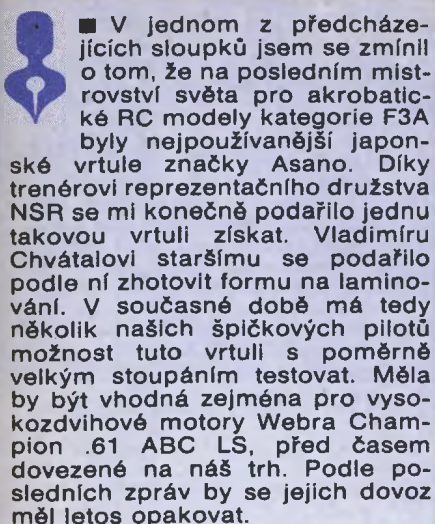 ■ V jednom z předcháze-
jících sloupků jsem se zmínil
o tom, že na posledním mist-
rovství světa pro akrobatic-
ké RC modely kategorie F3A
byly nejpoužívanější japon-
ské vrtule značky Asano. Díky
trenérovi reprezentačního družstva
NSR se mi konečně podařilo jednu
takovou vrtuli získat. Vladimíru
Chvátalovi staršímu se podařilo
podle ní zhotovit formu na lamino-
vání. V současné době má tedy
několik našich špičkových pilotů
možnost tuto vrtuli s poměrně
velkým stoupáním testovat. Měla
by být vhodná zejména pro vyso-
kozdvihové motory Webra Cham-
pion .61 ABC LS, před časem
dovezené na náš trh. Podle po-
sledních zpráv by se jejich dovoz
měl letos opakovat.